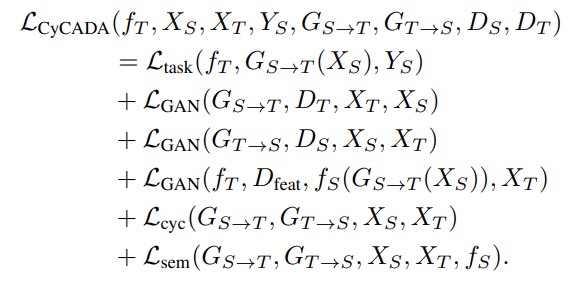 ℒ_CyCADA(f_T, X_S, X_T, Y_S, G_{S→T}, G_{T→S}, D_S, D_T)
= ℒ_task(f_T, G_{S→T}(X_S), Y_S)
+ ℒ_GAN(G_{S→T}, D_T, X_T, X_S)
+ ℒ_GAN(G_{T→S}, D_S, X_S, X_T)
+ ℒ_GAN(f_T, D_feat, f_S(G_{S→T}(X_S)), X_T)
+ ℒ_cyc(G_{S→T}, G_{T→S}, X_S, X_T)
+ ℒ_sem(G_{S→T}, G_{T→S}, X_S, X_T, f_S).